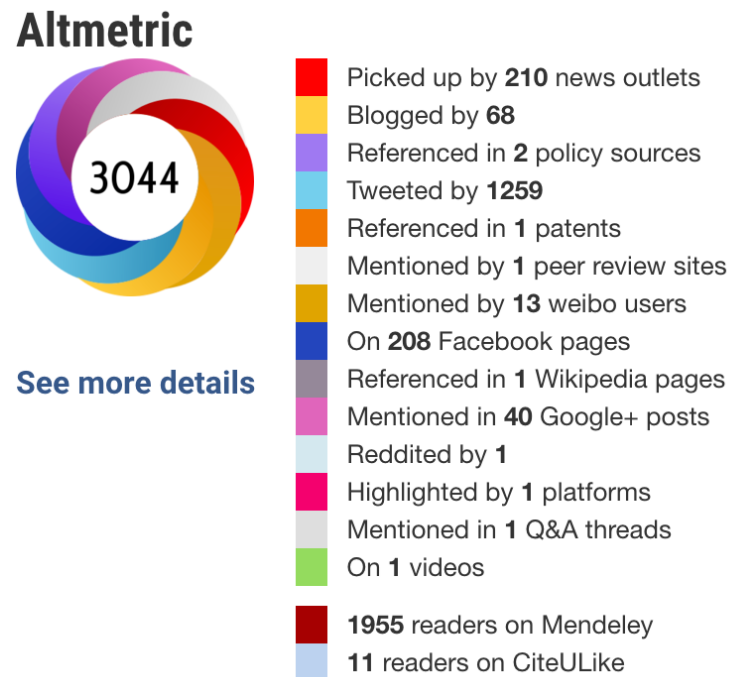 Altmetric
3044
See more details
Picked up by 210 news outlets
Blogged by 68
Referenced in 2 policy sources
Tweeted by 1259
Referenced in 1 patents
Mentioned by 1 peer review sites
Mentioned by 13 weibo users
On 208 Facebook pages
Referenced in 1 Wikipedia pages
Mentioned in 40 Google+ posts
Reddited by 1
Highlighted by 1 platforms
Mentioned in 1 Q&A threads
On 1 videos
1955 readers on Mendeley
11 readers on CiteULike